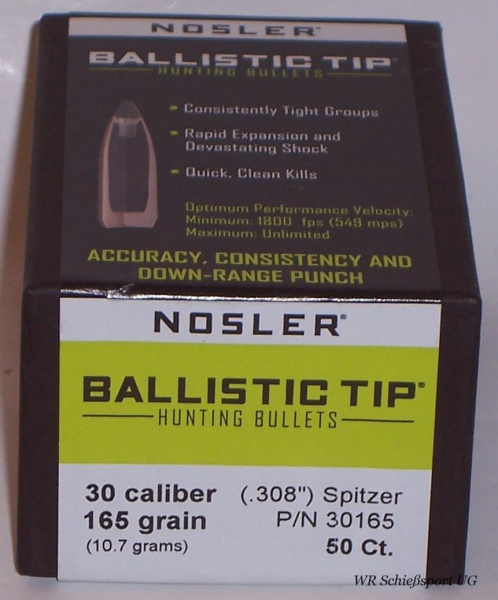 NOSLER®
BALLISTIC TIP®
HUNTING BULLETS
• Consistently Tight Groups
• Rapid Expansion and
Devastating Shock
• Quick, Clean Kills
Optimum Performance Velocity:
Minimum: 1800 fps (549 mps)
Maximum: Unlimited
ACCURACY, CONSISTENCY AND
DOWN-RANGE PUNCH
NOSLER®
BALLISTIC TIP®
HUNTING BULLETS
30 caliber (.308") Spitzer
165 grain P/N 30165
(10.7 grams) 50 Ct.
WR Schießsport UG